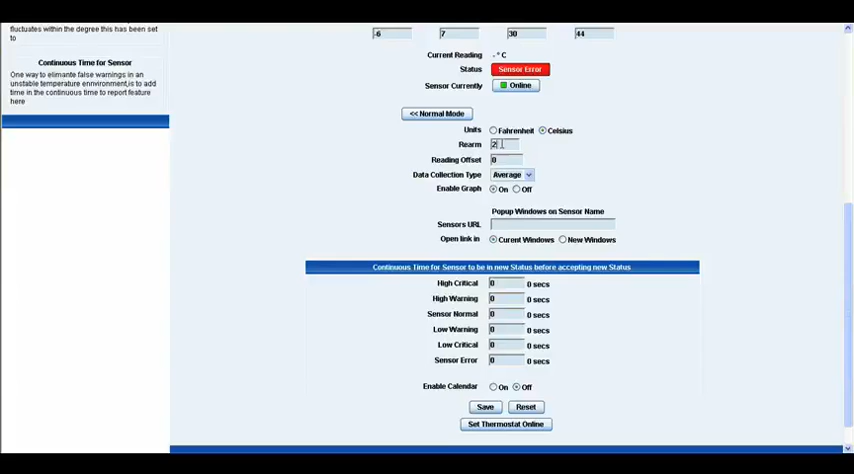 fluctuates within the degree this has been set
to
Continuous Time for Sensor
One way to elimante false warnings in an
unstable temperature ennvironment,is to add
time in the continuous time to report feature
here
-6 7 30 44
Current Reading - ° C
Status Sensor Error
Sensor Currently Online
<< Normal Mode
Units Fahrenheit Celsius
Rearm 2
Reading Offset 0
Data Collection Type Average
Enable Graph On Off
Popup Windows on Sensor Name
Sensors URL
Open link in Curent Windows New Windows
Continuous Time for Sensor to be in new Status before accepting new Status
High Critical 0 0 secs
High Warning 0 0 secs
Sensor Normal 0 0 secs
Low Warning 0 0 secs
Low Critical 0 0 secs
Sensor Error 0 0 secs
Enable Calendar On Off
Save Reset
Set Thermostat Online